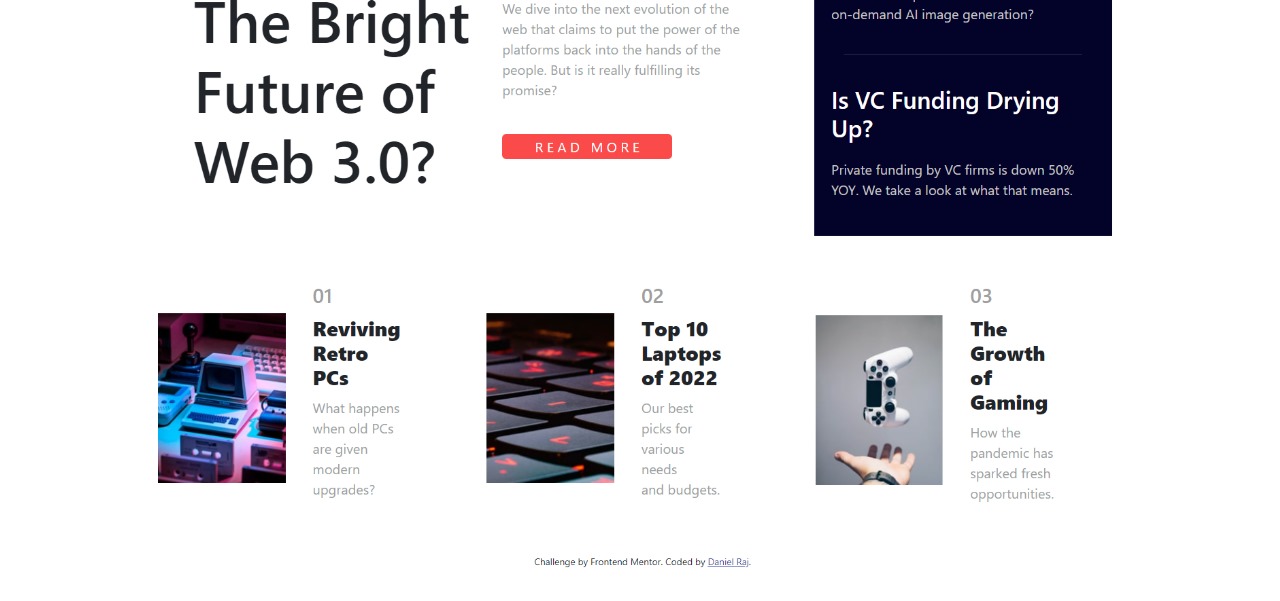 The Bright
Future of
Web 3.0?
We dive into the next evolution of the
web that claims to put the power of the
platforms back into the hands of the
people. But is it really fulfilling its
promise?
READ MORE
on-demand AI image generation?
Is VC Funding Drying
Up?
Private funding by VC firms is down 50%
YOY. We take a look at what that means.
01
Reviving
Retro
PCs
What happens
when old PCs
are given
modern
upgrades?
02
Top 10
Laptops
of 2022
Our best
picks for
various
needs
and budgets.
03
The
Growth
of
Gaming
How the
pandemic has
sparked fresh
opportunities.
Challenge by Frontend Mentor. Coded by Daniel Raj.